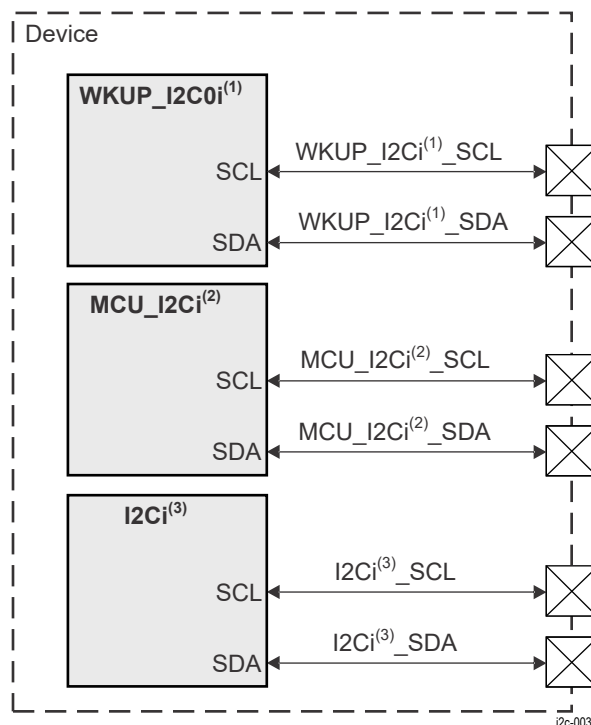 Device
WKUP_I2C0i(1)
SCL
WKUP_I2Ci(1)_SCL
SDA
WKUP_I2Ci(1)_SDA
MCU_I2Ci(2)
SCL
MCU_I2Ci(2)_SCL
SDA
MCU_I2Ci(2)_SDA
I2Ci(3)
SCL
I2Ci(3)_SCL
SDA
I2Ci(3)_SDA
i2c-003